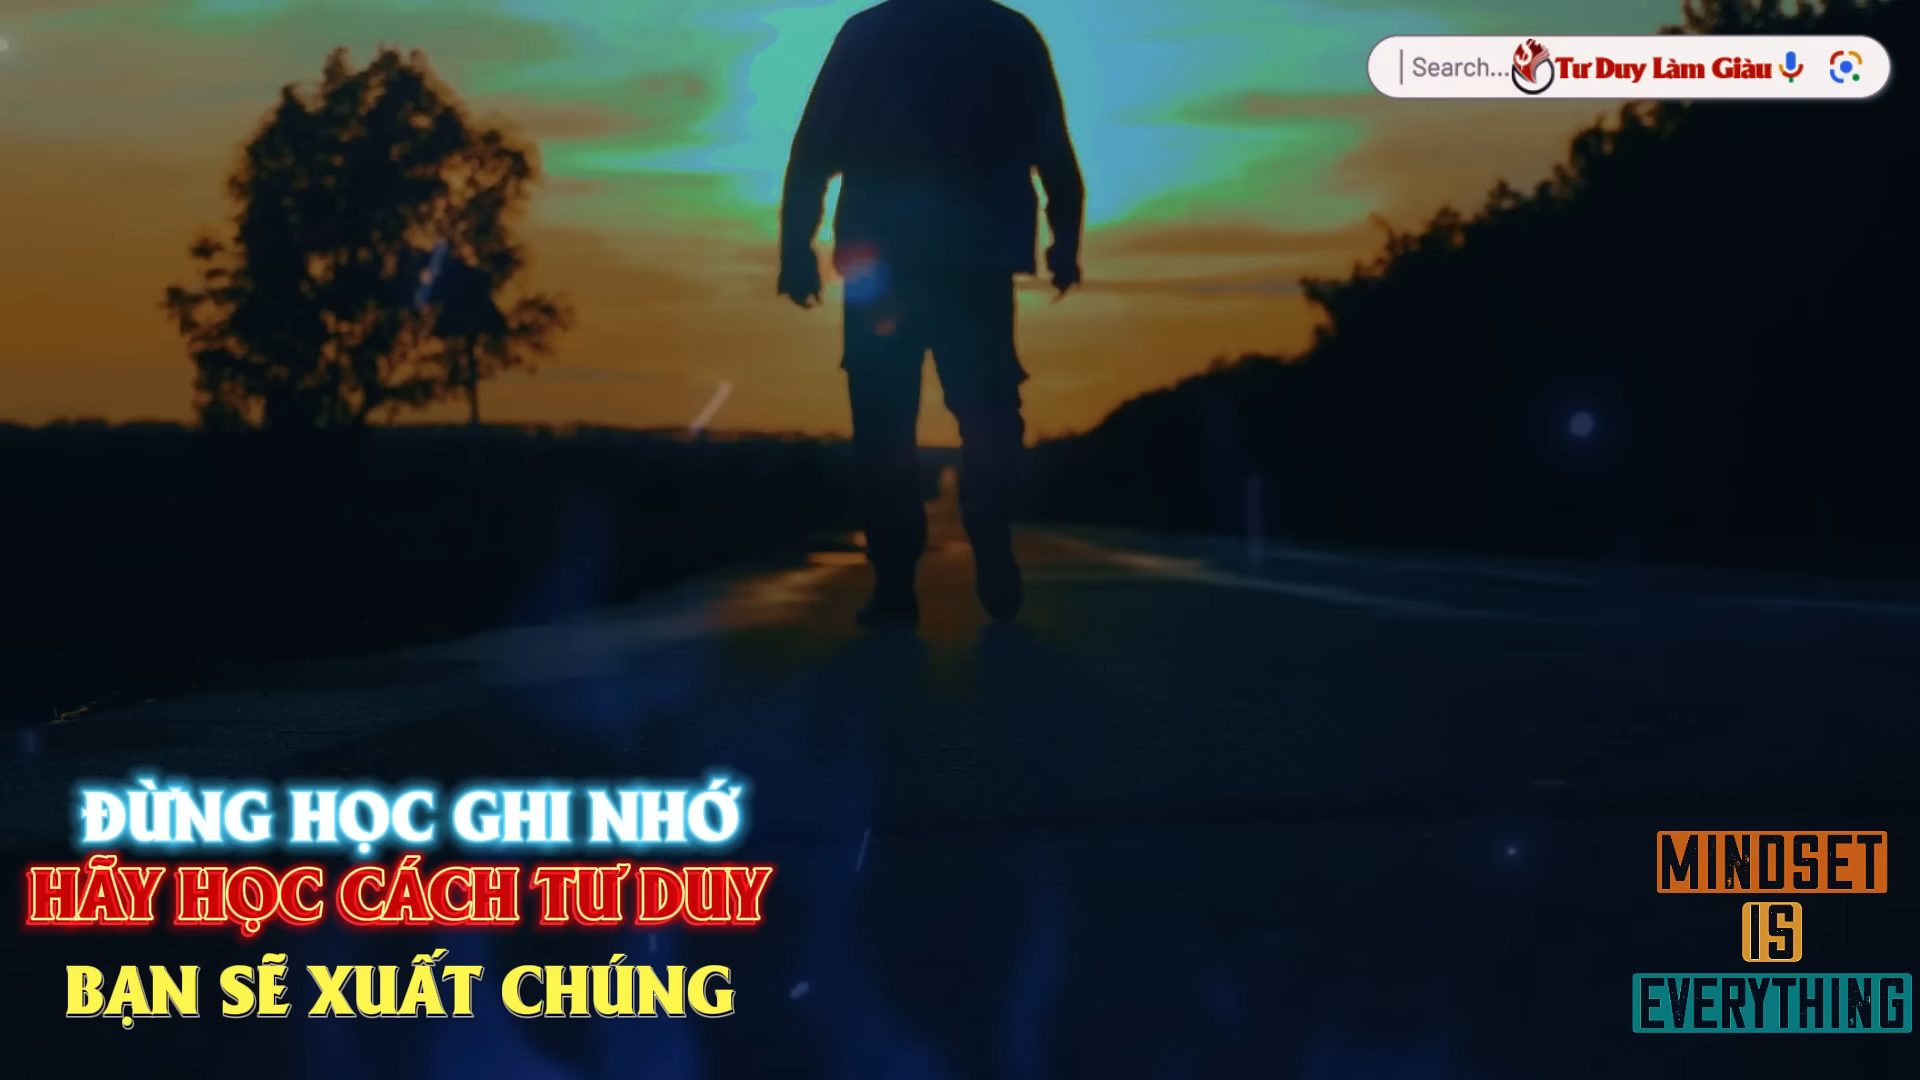 Search... Tư Duy Làm Giàu
ĐỪNG HỌC GHI NHỚ
HÃY HỌC CÁCH TƯ DUY
BẠN SẼ XUẤT CHÚNG
MINDSET
IS
EVERYTHING